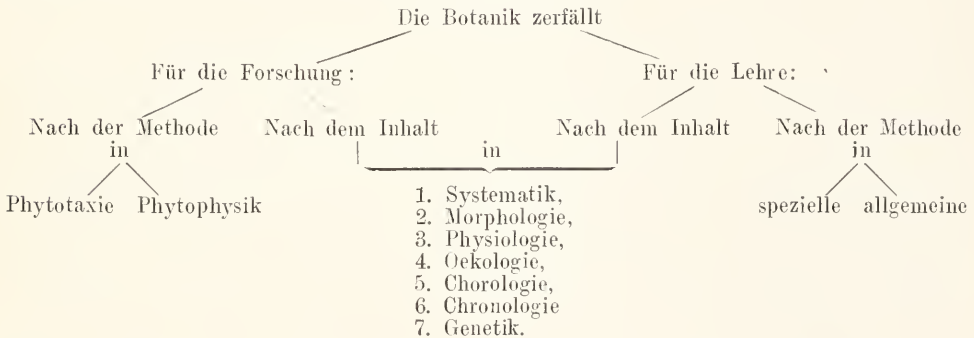 Die Botanik zerfällt
Für die Forschung: Für die Lehre:
Nach der Methode Nach dem Inhalt Nach dem Inhalt Nach der Methode
in in in
Phytotaxie Phytophysik spezielle allgemeine
1. Systematik,
2. Morphologie,
3. Physiologie,
4. Oekologie,
5. Chorologie,
6. Chronologie
7. Genetik.